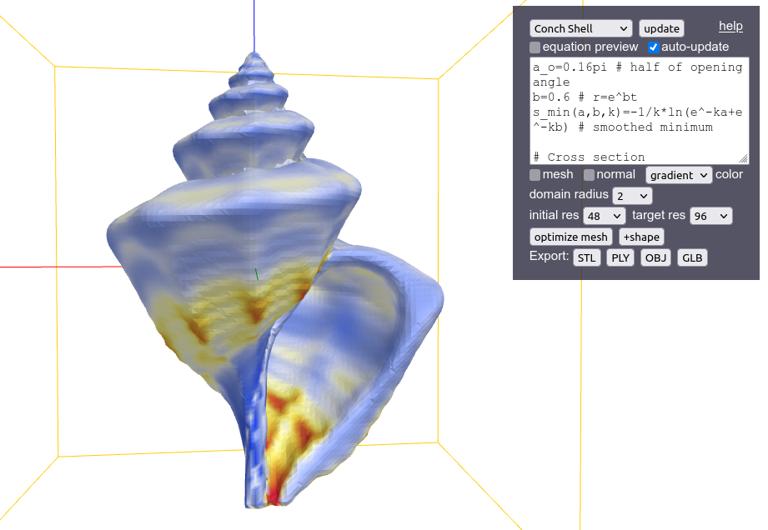 Conch Shell update help
equation preview auto-update
a_o=0.16pi # half of opening
angle
b=0.6 # r=e^bt
s_min(a,b,k)=-1/k*ln(e^-ka+e
^-kb) # smoothed minimum

# Cross section
mesh normal gradient color
domain radius 2
initial res 48 target res 96
optimize mesh +shape
Export: STL PLY OBJ GLB